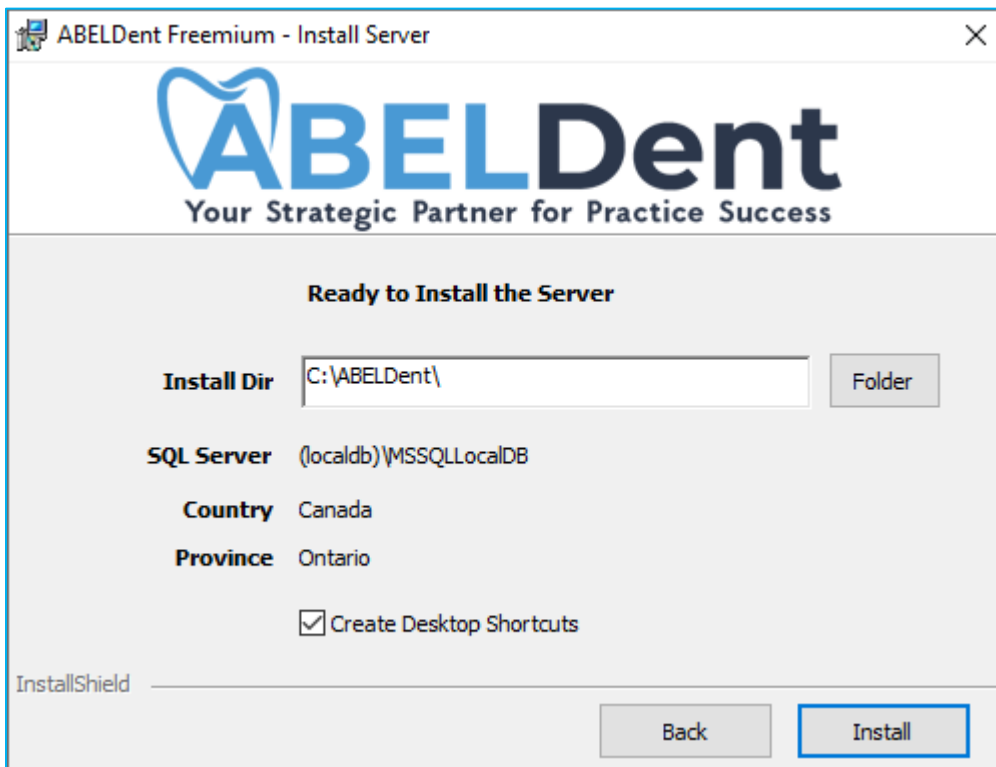 ABELDent Freemium - Install Server
ABELDent
Your Strategic Partner for Practice Success
Ready to Install the Server
Install Dir C:\ABELDent\ Folder
SQL Server (localdb)\MSSQLLocalDB
Country Canada
Province Ontario
Create Desktop Shortcuts
InstallShield
Back Install